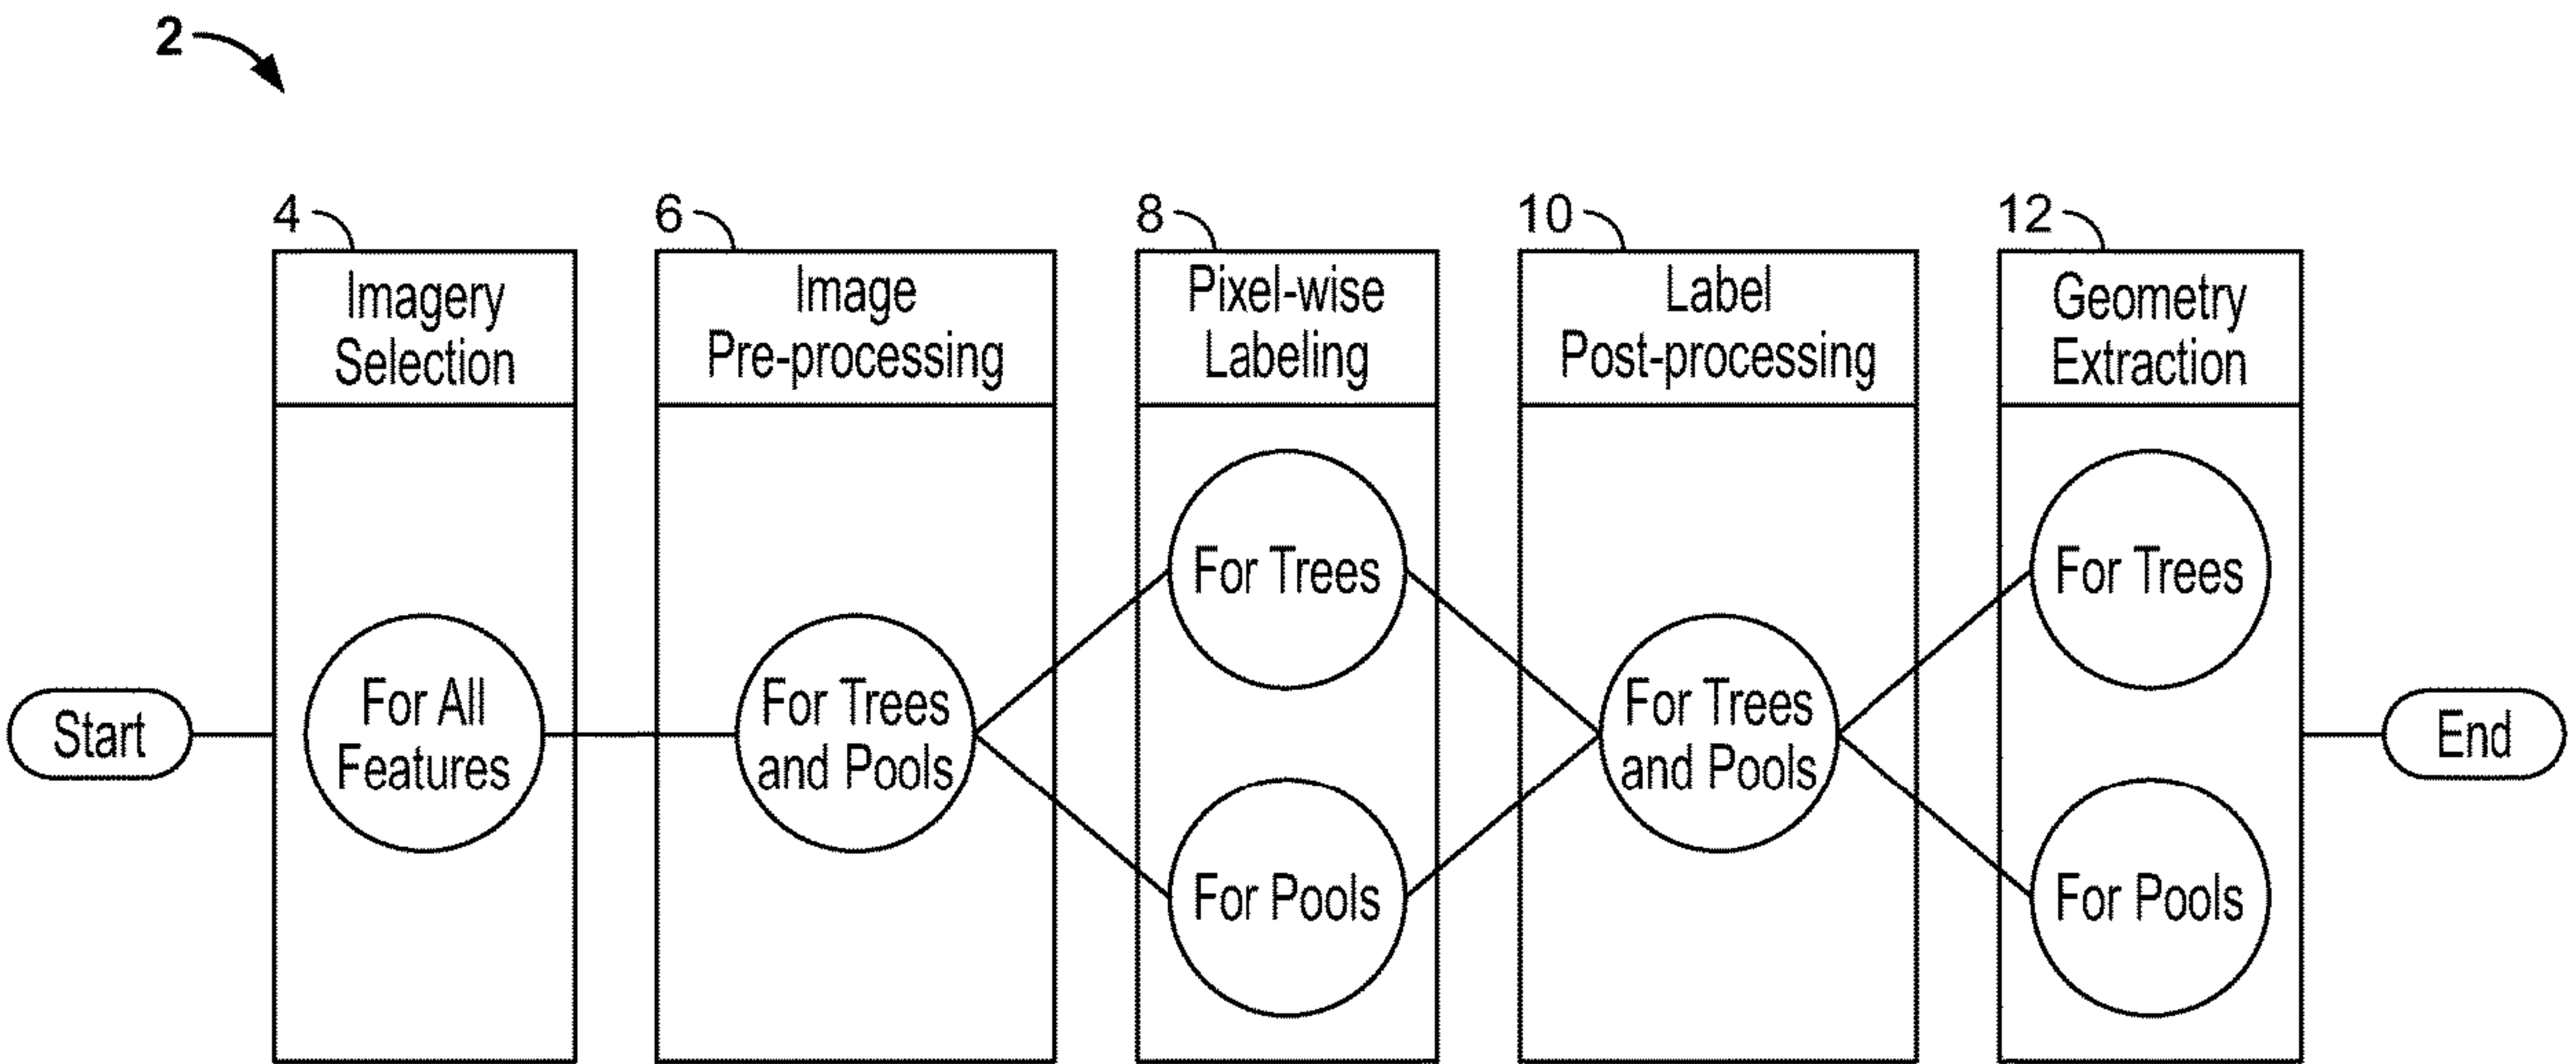 2
4
Imagery
Selection
6
Image
Pre-processing
8
Pixel-wise
Labeling
10
Label
Post-processing
12
Geometry
Extraction
Start
For All
Features
For Trees
and Pools
For Trees
For Pools
For Trees
and Pools
For Trees
For Pools
End